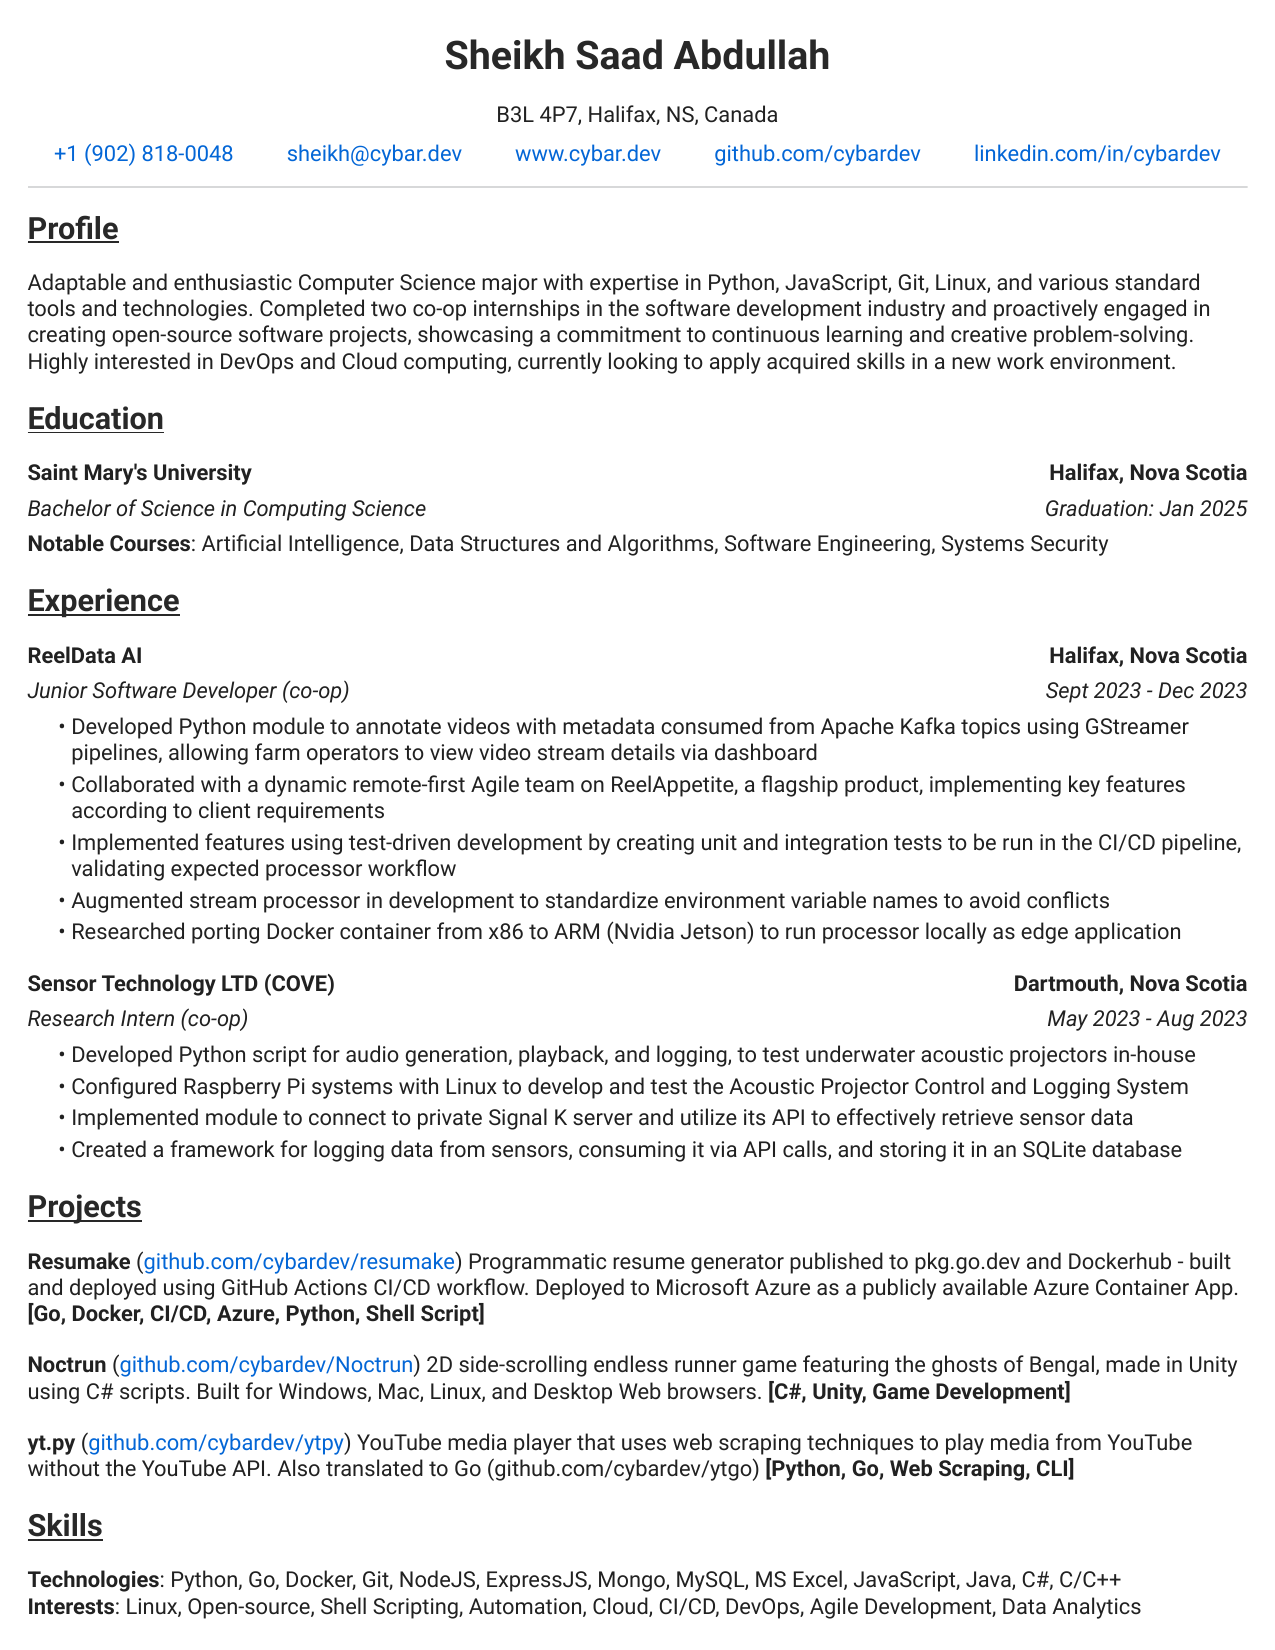 Sheikh Saad Abdullah
B3L 4P7, Halifax, NS, Canada
+1 (902) 818-0048 sheikh@cybar.dev www.cybar.dev github.com/cybardev linkedin.com/in/cybardev
Profile
Adaptable and enthusiastic Computer Science major with expertise in Python, JavaScript, Git, Linux, and various standard
tools and technologies. Completed two co-op internships in the software development industry and proactively engaged in
creating open-source software projects, showcasing a commitment to continuous learning and creative problem-solving.
Highly interested in DevOps and Cloud computing, currently looking to apply acquired skills in a new work environment.
Education
Saint Mary's University Halifax, Nova Scotia
Bachelor of Science in Computing Science Graduation: Jan 2025
Notable Courses: Artificial Intelligence, Data Structures and Algorithms, Software Engineering, Systems Security
Experience
ReelData AI Halifax, Nova Scotia
Junior Software Developer (co-op) Sept 2023 - Dec 2023
• Developed Python module to annotate videos with metadata consumed from Apache Kafka topics using GStreamer
pipelines, allowing farm operators to view video stream details via dashboard
• Collaborated with a dynamic remote-first Agile team on ReelAppetite, a flagship product, implementing key features
according to client requirements
• Implemented features using test-driven development by creating unit and integration tests to be run in the CI/CD pipeline,
validating expected processor workflow
• Augmented stream processor in development to standardize environment variable names to avoid conflicts
• Researched porting Docker container from x86 to ARM (Nvidia Jetson) to run processor locally as edge application
Sensor Technology LTD (COVE) Dartmouth, Nova Scotia
Research Intern (co-op) May 2023 - Aug 2023
• Developed Python script for audio generation, playback, and logging, to test underwater acoustic projectors in-house
• Configured Raspberry Pi systems with Linux to develop and test the Acoustic Projector Control and Logging System
• Implemented module to connect to private Signal K server and utilize its API to effectively retrieve sensor data
• Created a framework for logging data from sensors, consuming it via API calls, and storing it in an SQLite database
Projects
Resumake (github.com/cybardev/resumake) Programmatic resume generator published to pkg.go.dev and Dockerhub - built
and deployed using GitHub Actions CI/CD workflow. Deployed to Microsoft Azure as a publicly available Azure Container App.
[Go, Docker, CI/CD, Azure, Python, Shell Script]
Noctrun (github.com/cybardev/Noctrun) 2D side-scrolling endless runner game featuring the ghosts of Bengal, made in Unity
using C# scripts. Built for Windows, Mac, Linux, and Desktop Web browsers. [C#, Unity, Game Development]
yt.py (github.com/cybardev/ytpy) YouTube media player that uses web scraping techniques to play media from YouTube
without the YouTube API. Also translated to Go (github.com/cybardev/ytgo) [Python, Go, Web Scraping, CLI]
Skills
Technologies: Python, Go, Docker, Git, NodeJS, ExpressJS, Mongo, MySQL, MS Excel, JavaScript, Java, C#, C/C++
Interests: Linux, Open-source, Shell Scripting, Automation, Cloud, CI/CD, DevOps, Agile Development, Data Analytics